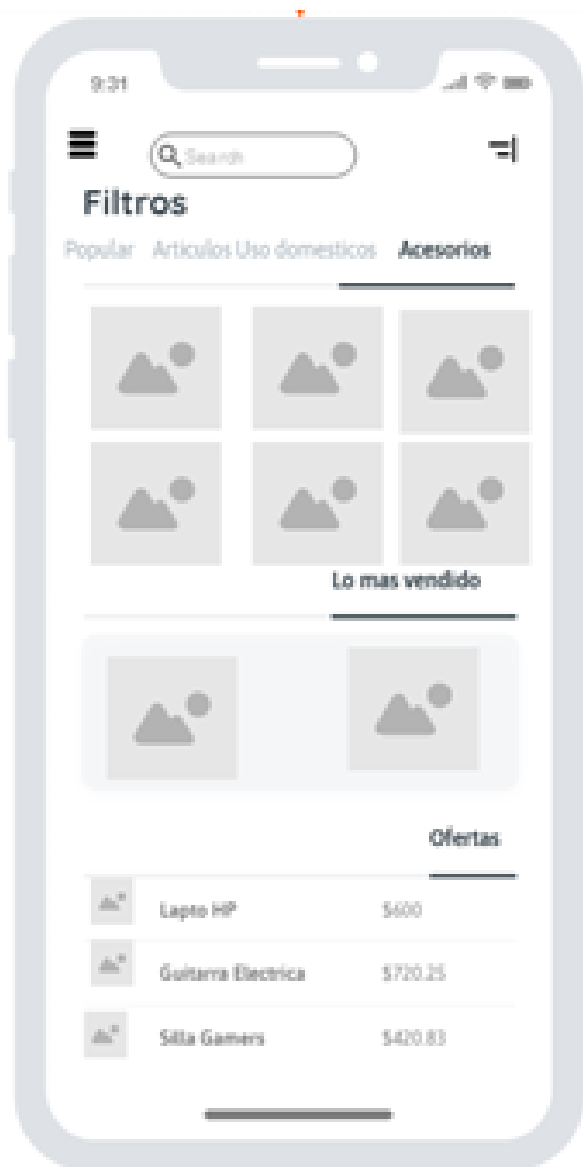 9:31
Search
Filtros
Popular Articulos Uso domesticos Acesorios
Lo mas vendido
Ofertas
Lapto HP $600
Guitarra Electrica $720.25
Silla Gamers $420.83